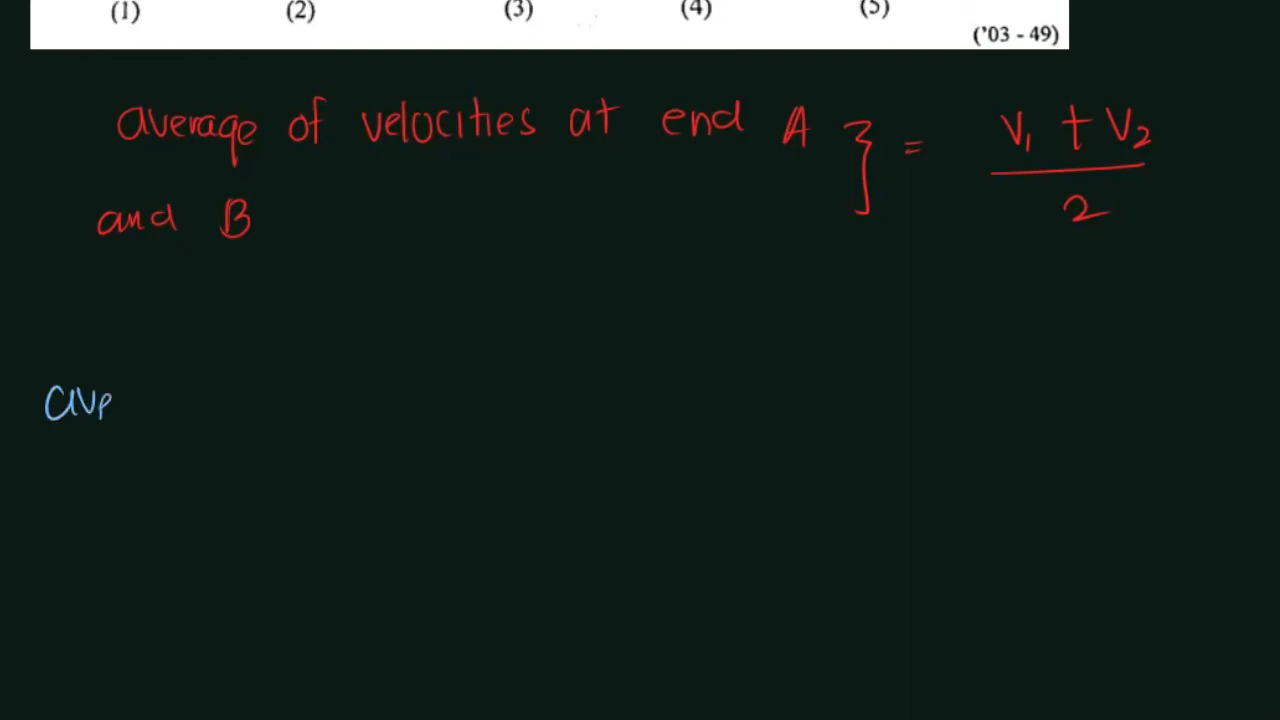 (1) (2) (3) (4) (5)
('03 - 49)
average of velocities at end A } = V₁ + V₂
and B 2